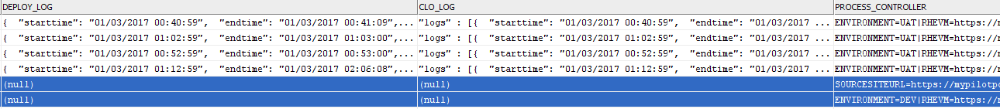 DEPLOY_LOG CLO_LOG PROCESS_CONTROLLER
{ "starttime": "01/03/2017 00:40:59", "endtime": "01/03/2017 00:41:09",... "logs" : [{ "starttime": "01/03/2017 00:40:59", "endtime": "01/03/2017 ... ENVIRONMENT=UAT|RHEVM=https://
{ "starttime": "01/03/2017 01:02:59", "endtime": "01/03/2017 01:03:00",... "logs" : [{ "starttime": "01/03/2017 01:02:59", "endtime": "01/03/2017 ... ENVIRONMENT=UAT|RHEVM=https://
{ "starttime": "01/03/2017 00:52:59", "endtime": "01/03/2017 00:53:00",... "logs" : [{ "starttime": "01/03/2017 00:52:59", "endtime": "01/03/2017 ... ENVIRONMENT=UAT|RHEVM=https://
{ "starttime": "01/03/2017 01:12:59", "endtime": "01/03/2017 02:06:08",... "logs" : [{ "starttime": "01/03/2017 01:12:59", "endtime": "01/03/2017 ... ENVIRONMENT=UAT|RHEVM=https://
(null) (null) SOURCESITEURL=https://mypilotpo
(null) (null) ENVIRONMENT=DEV|RHEVM=https://